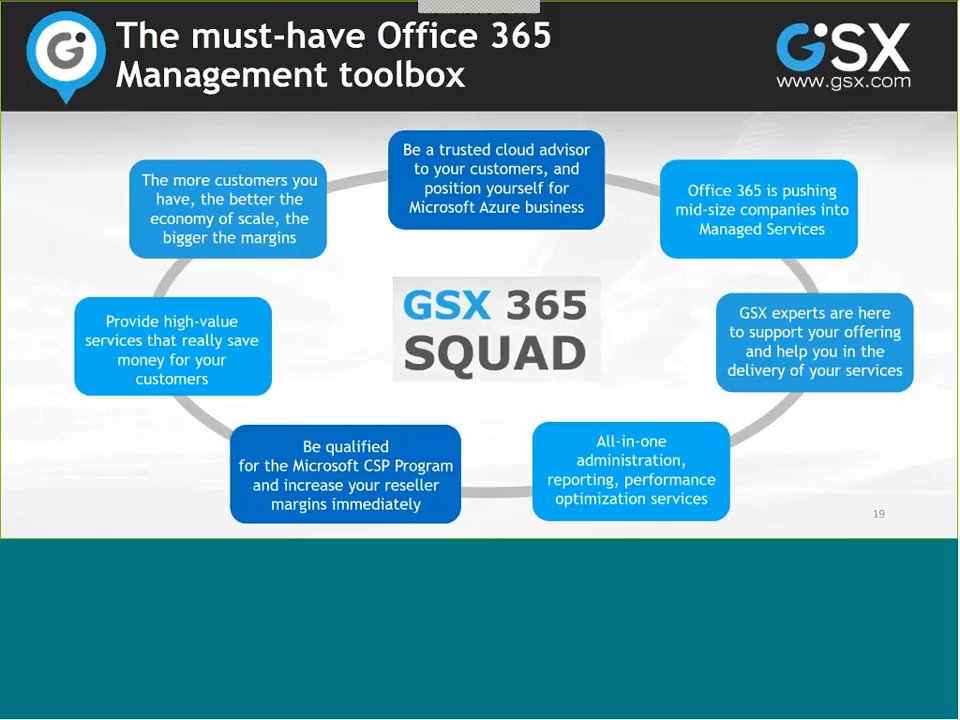 The must-have Office 365
Management toolbox
GSX
www.gsx.com
Be a trusted cloud advisor
to your customers, and
position yourself for
Microsoft Azure business
The more customers you
have, the better the
economy of scale, the
bigger the margins
Office 365 is pushing
mid-size companies into
Managed Services
GSX 365
SQUAD
Provide high-value
services that really save
money for your
customers
GSX experts are here
to support your offering
and help you in the
delivery of your services
Be qualified
for the Microsoft CSP Program
and increase your reseller
margins immediately
All-in-one
administration,
reporting, performance
optimization services
19